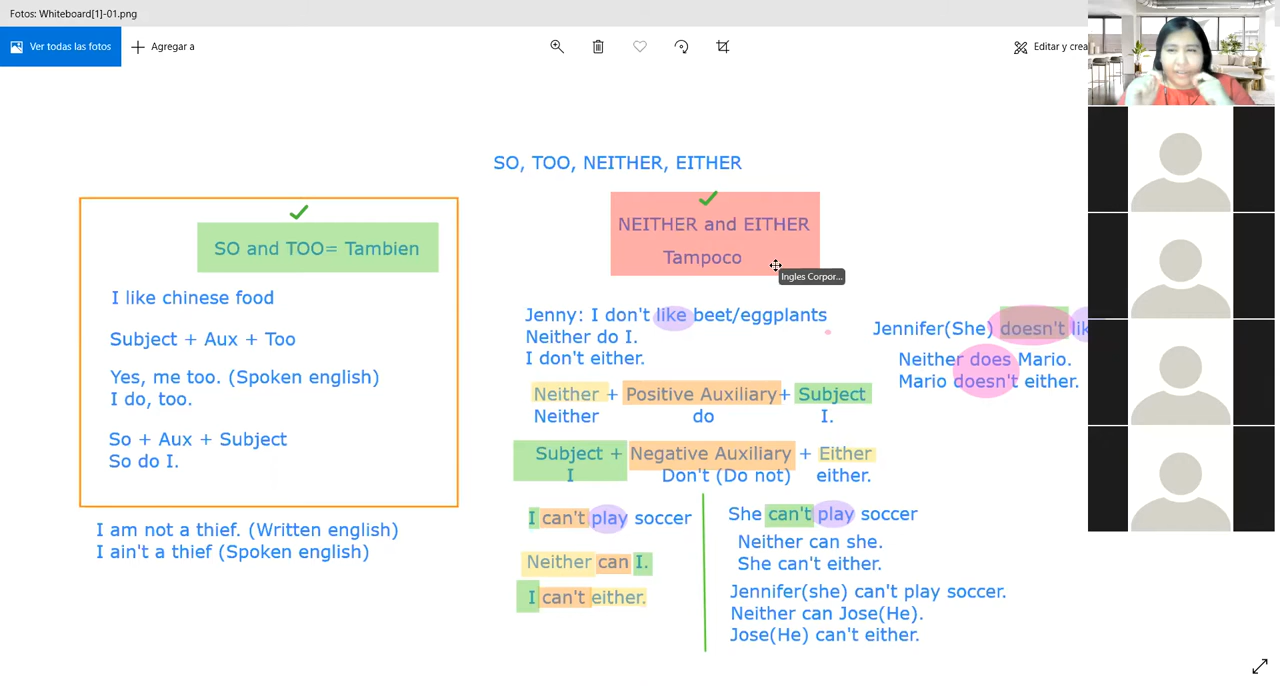 Fotos: Whiteboard[1]-01.png
Ver todas las fotos
Agregar a
Editar y crea
SO, TOO, NEITHER, EITHER
SO and TOO= Tambien
I like chinese food
Subject + Aux + Too
Yes, me too. (Spoken english)
I do, too.
So + Aux + Subject
So do I.
I am not a thief. (Written english)
I ain't a thief (Spoken english)
NEITHER and EITHER
Tampoco
Ingles Corpor...
Jenny: I don't like beet/eggplants
Neither do I.
I don't either.
Neither + Positive Auxiliary+ Subject
Neither do I.
Subject + Negative Auxiliary + Either
I Don't (Do not) either.
I can't play soccer
Neither can I.
I can't either.
She can't play soccer
Neither can she.
She can't either.
Jennifer(she) can't play soccer.
Neither can Jose(He).
Jose(He) can't either.
Jennifer(She) doesn't lik
Neither does Mario.
Mario doesn't either.